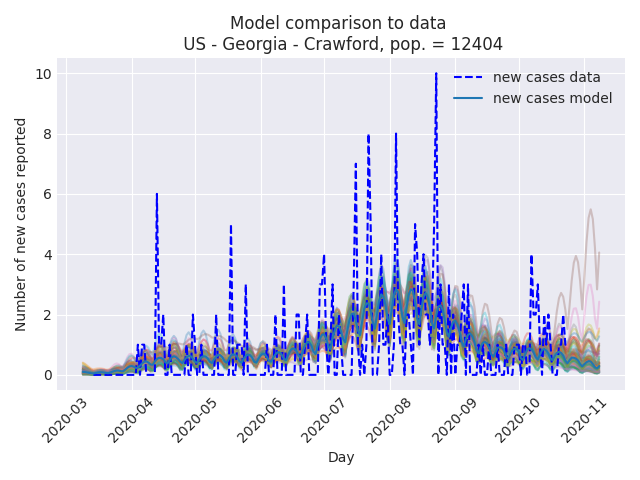 Model comparison to data
US - Georgia - Crawford, pop. = 12404
new cases data
new cases model
Number of new cases reported
10
8
6
4
2
0
2020-03
2020-04
2020-05
2020-06
2020-07
2020-08
2020-09
2020-10
2020-11
Day